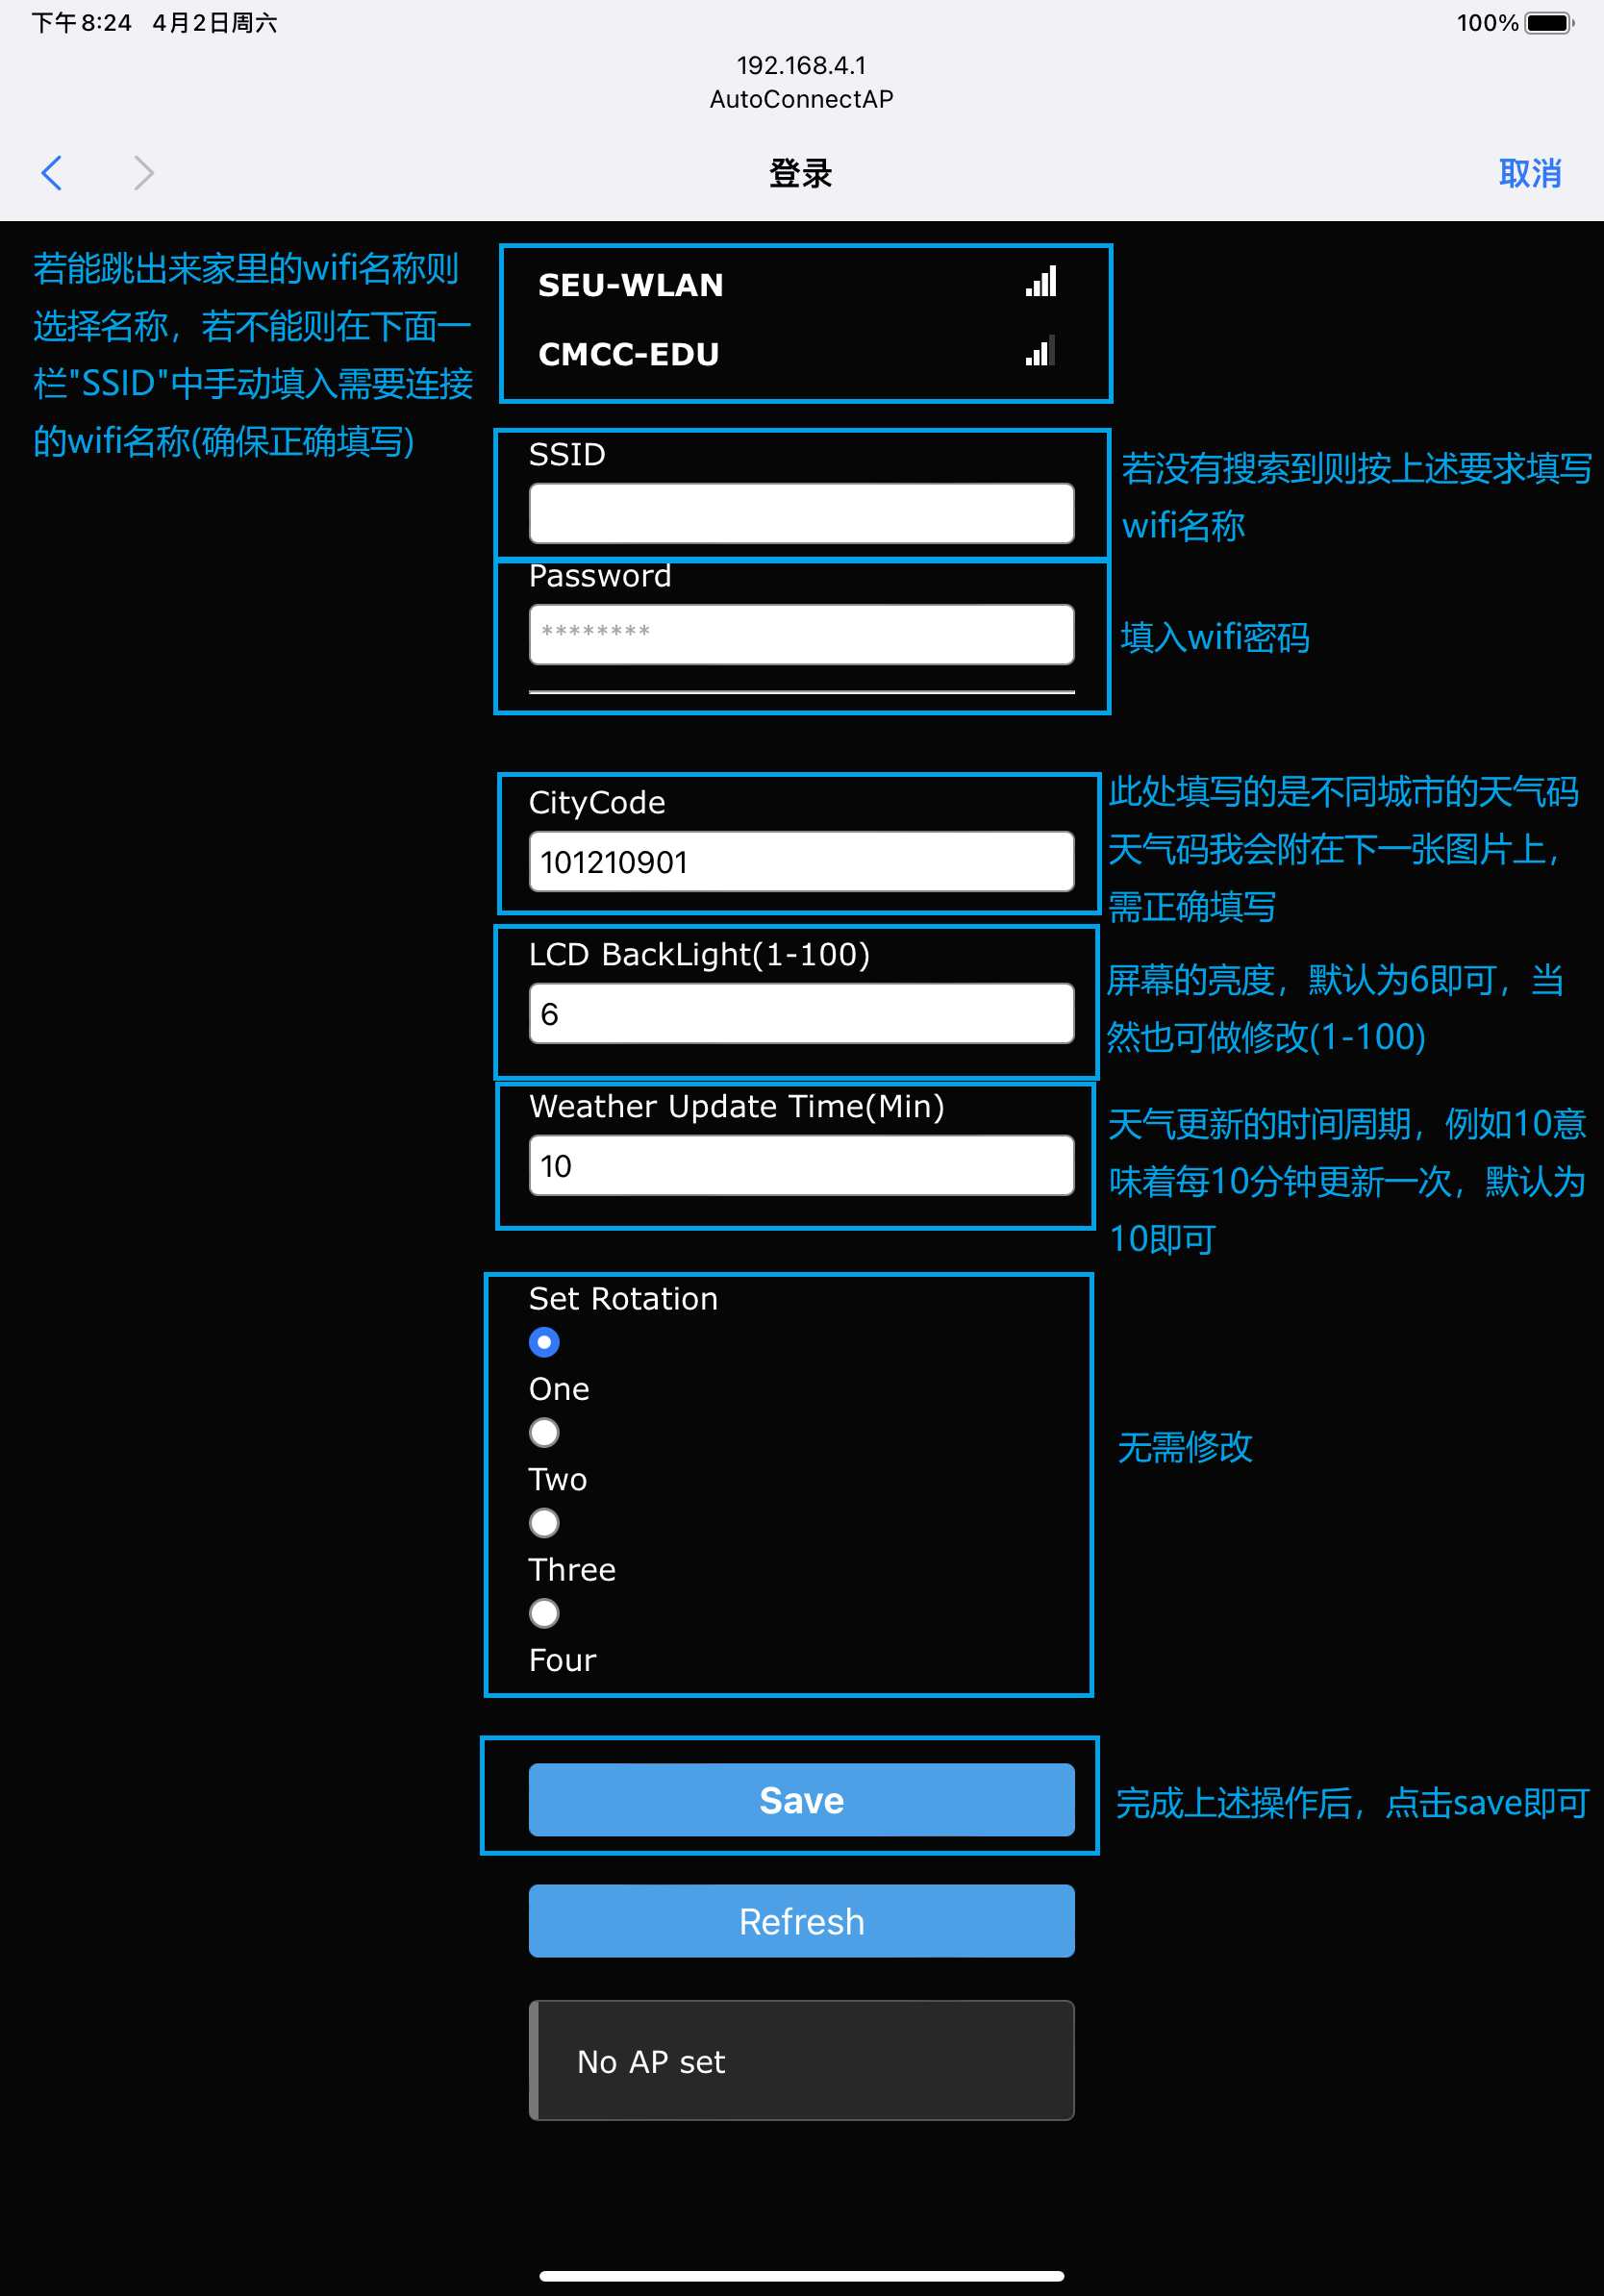 下午8:24 4月2日周六
100%
192.168.4.1
AutoConnectAP
登录
取消
若能跳出来家里的wifi名称则
选择名称，若不能则在下面一
栏"SSID"中手动填入需要连接
的wifi名称(确保正确填写)
SEU-WLAN
CMCC-EDU
SSID
若没有搜索到则按上述要求填写
wifi名称
Password
********
填入wifi密码
CityCode
101210901
此处填写的是不同城市的天气码
天气码我会附在下一张图片上，
需正确填写
LCD BackLight(1-100)
6
屏幕的亮度，默认为6即可，当
然也可做修改(1-100)
Weather Update Time(Min)
10
天气更新的时间周期，例如10意
味着每10分钟更新一次，默认为
10即可
Set Rotation
One
Two
Three
Four
无需修改
Save
完成上述操作后，点击save即可
Refresh
No AP set